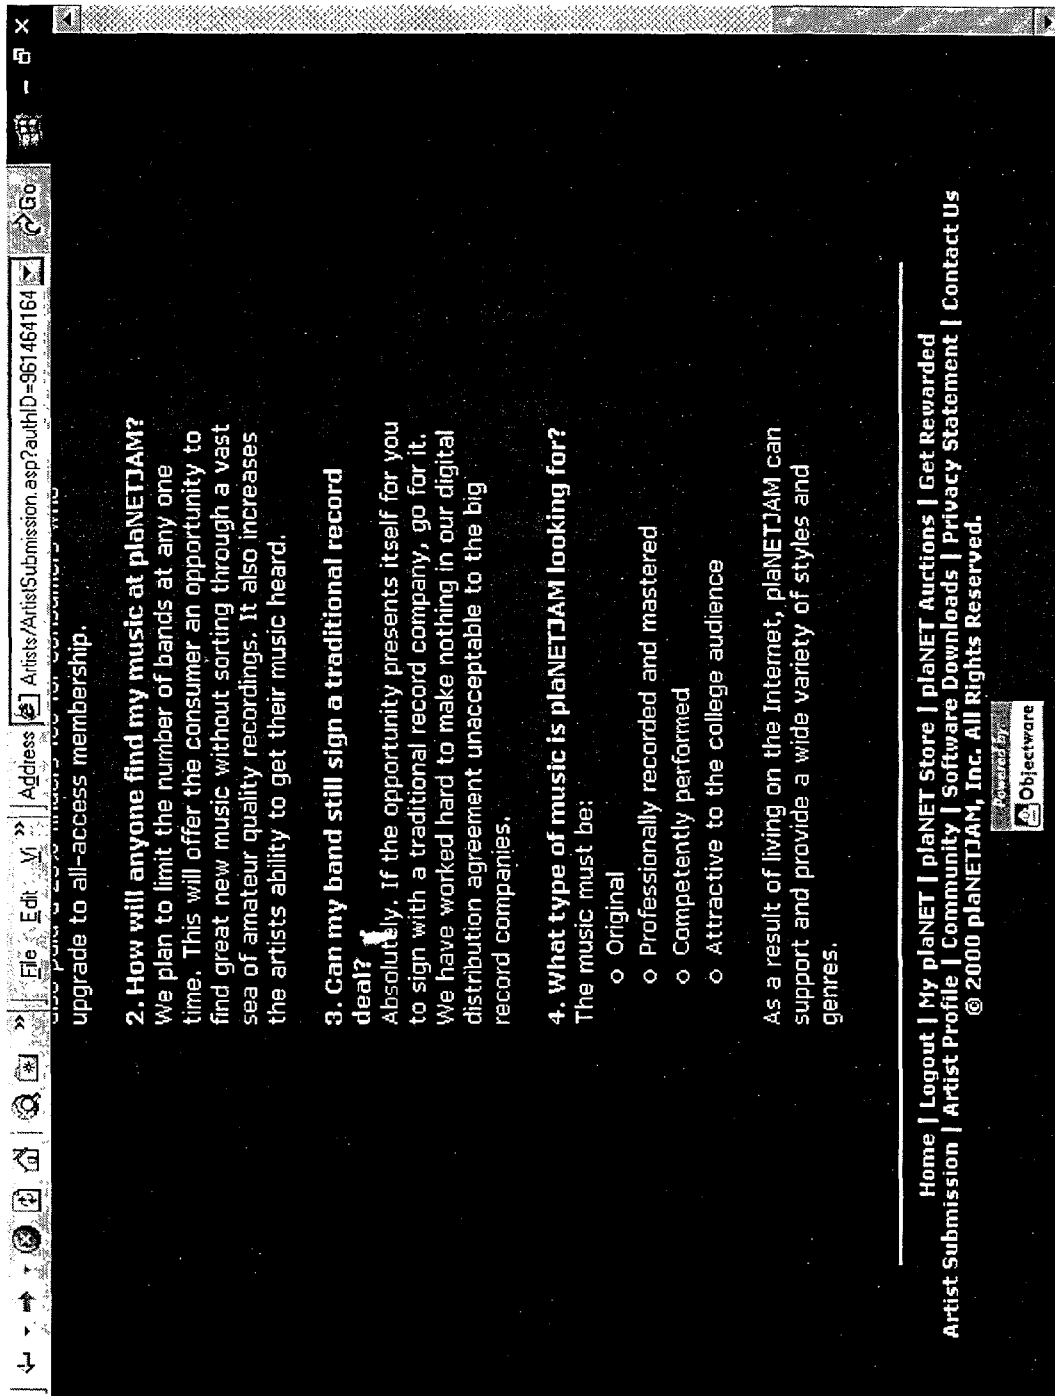 File Edit Vi » Address Artists/ArtistSubmission.asp?authID=961464164 Go
upgrade to all-access membership.
2. How will anyone find my music at plaNETJAM?
We plan to limit the number of bands at any one
time. This will offer the consumer an opportunity to
find great new music without sorting through a vast
sea of amateur quality recordings. It also increases
the artists ability to get their music heard.
3. Can my band still sign a traditional record
deal?
Absolutely. If the opportunity presents itself for you
to sign with a traditional record company, go for it.
We have worked hard to make nothing in our digital
distribution agreement unacceptable to the big
record companies.
4. What type of music is plaNETJAM looking for?
The music must be:
o Original
o Professionally recorded and mastered
o Competently performed
o Attractive to the college audience
As a result of living on the Internet, plaNETJAM can
support and provide a wide variety of styles and
genres.
Home | Logout | My plaNET | plaNET Store | plaNET Auctions | Get Rewarded
Artist Submission | Artist Profile | Community | Software Downloads | Privacy Statement | Contact Us
© 2000 plaNETJAM, Inc. All Rights Reserved.
Powered by
Objectware